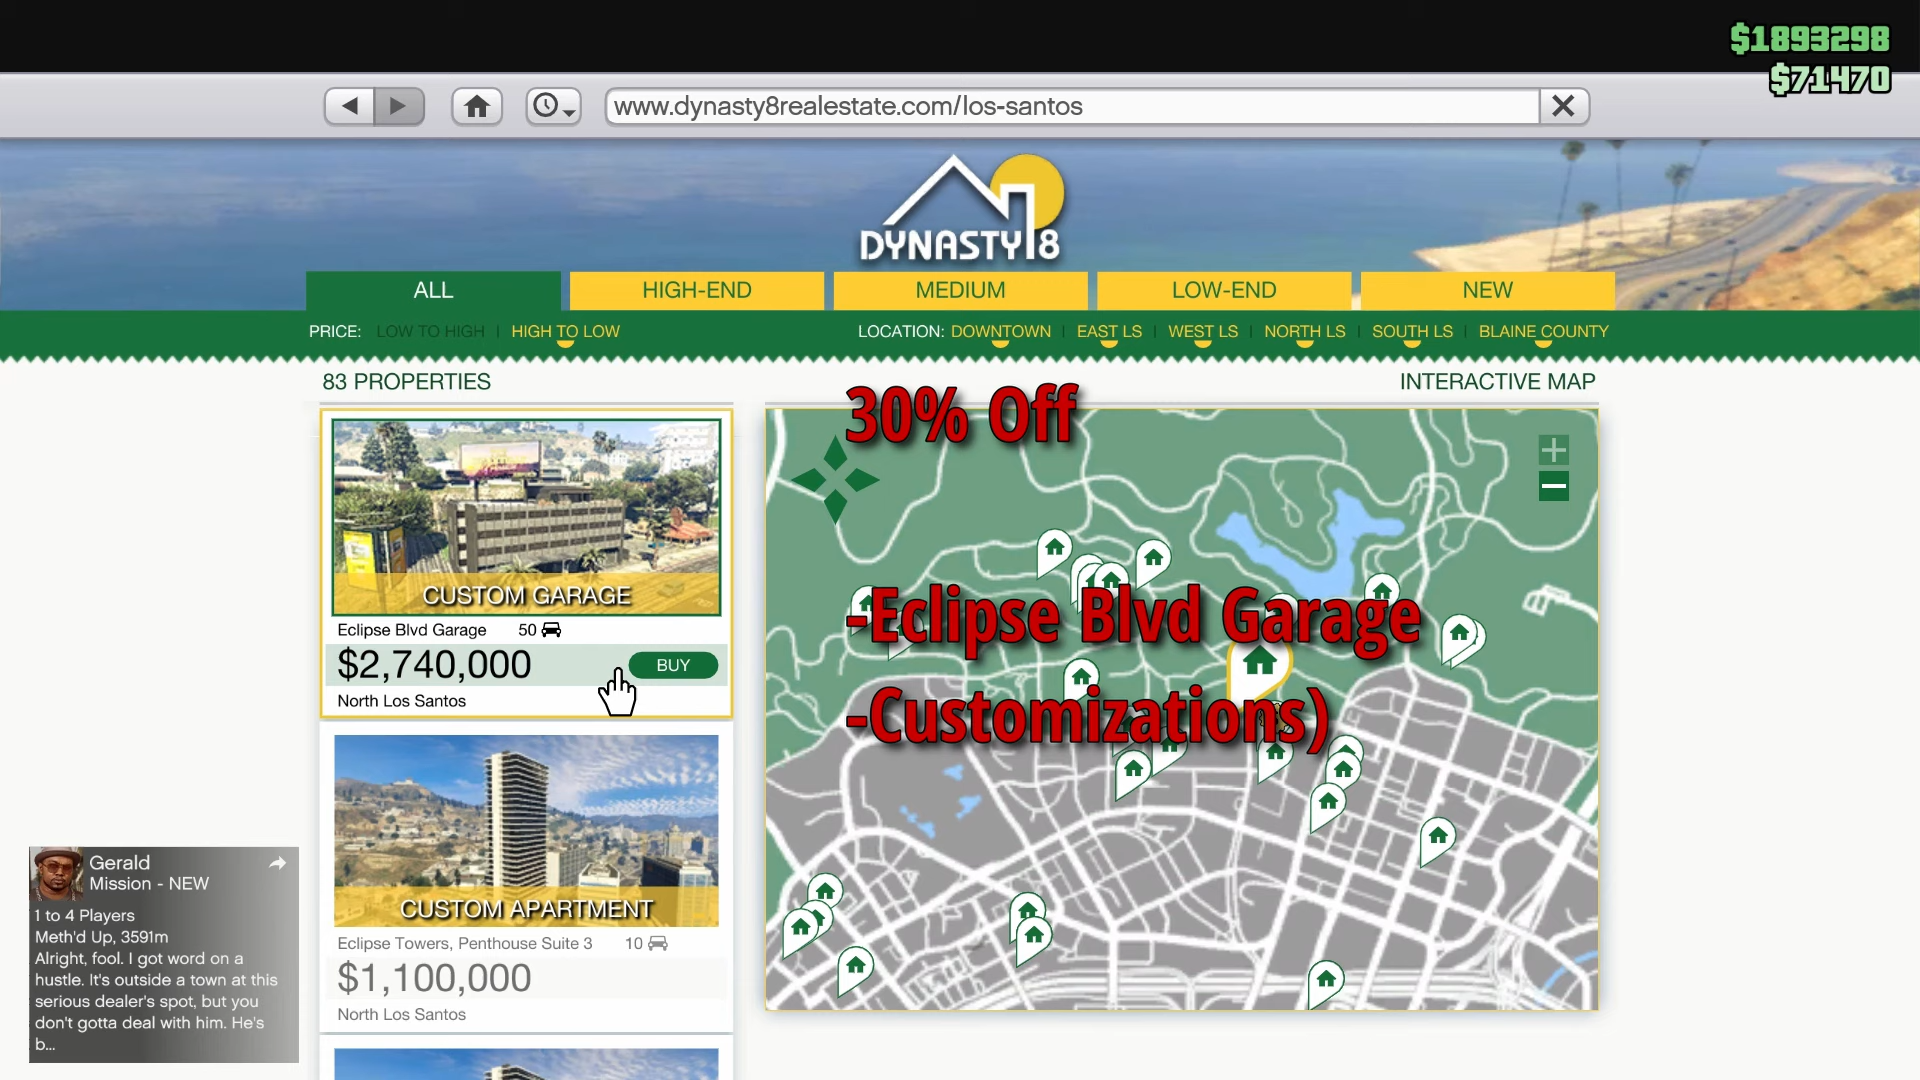 $1893298
$71470
www.dynasty8realestate.com/los-santos
DYNASTY 8
ALL
HIGH-END
MEDIUM
LOW-END
NEW
PRICE: LOW TO HIGH | HIGH TO LOW
LOCATION: DOWNTOWN | EAST LS | WEST LS | NORTH LS | SOUTH LS | BLAINE COUNTY
83 PROPERTIES
INTERACTIVE MAP
30% Off
-Eclipse Blvd Garage
-Customizations)
CUSTOM GARAGE
Eclipse Blvd Garage 50
$2,740,000
BUY
North Los Santos
CUSTOM APARTMENT
Eclipse Towers, Penthouse Suite 3 10
$1,100,000
North Los Santos
Gerald
Mission - NEW
1 to 4 Players
Meth'd Up, 3591m
Alright, fool. I got word on a
hustle. It's outside a town at this
serious dealer's spot, but you
don't gotta deal with him. He's
b...